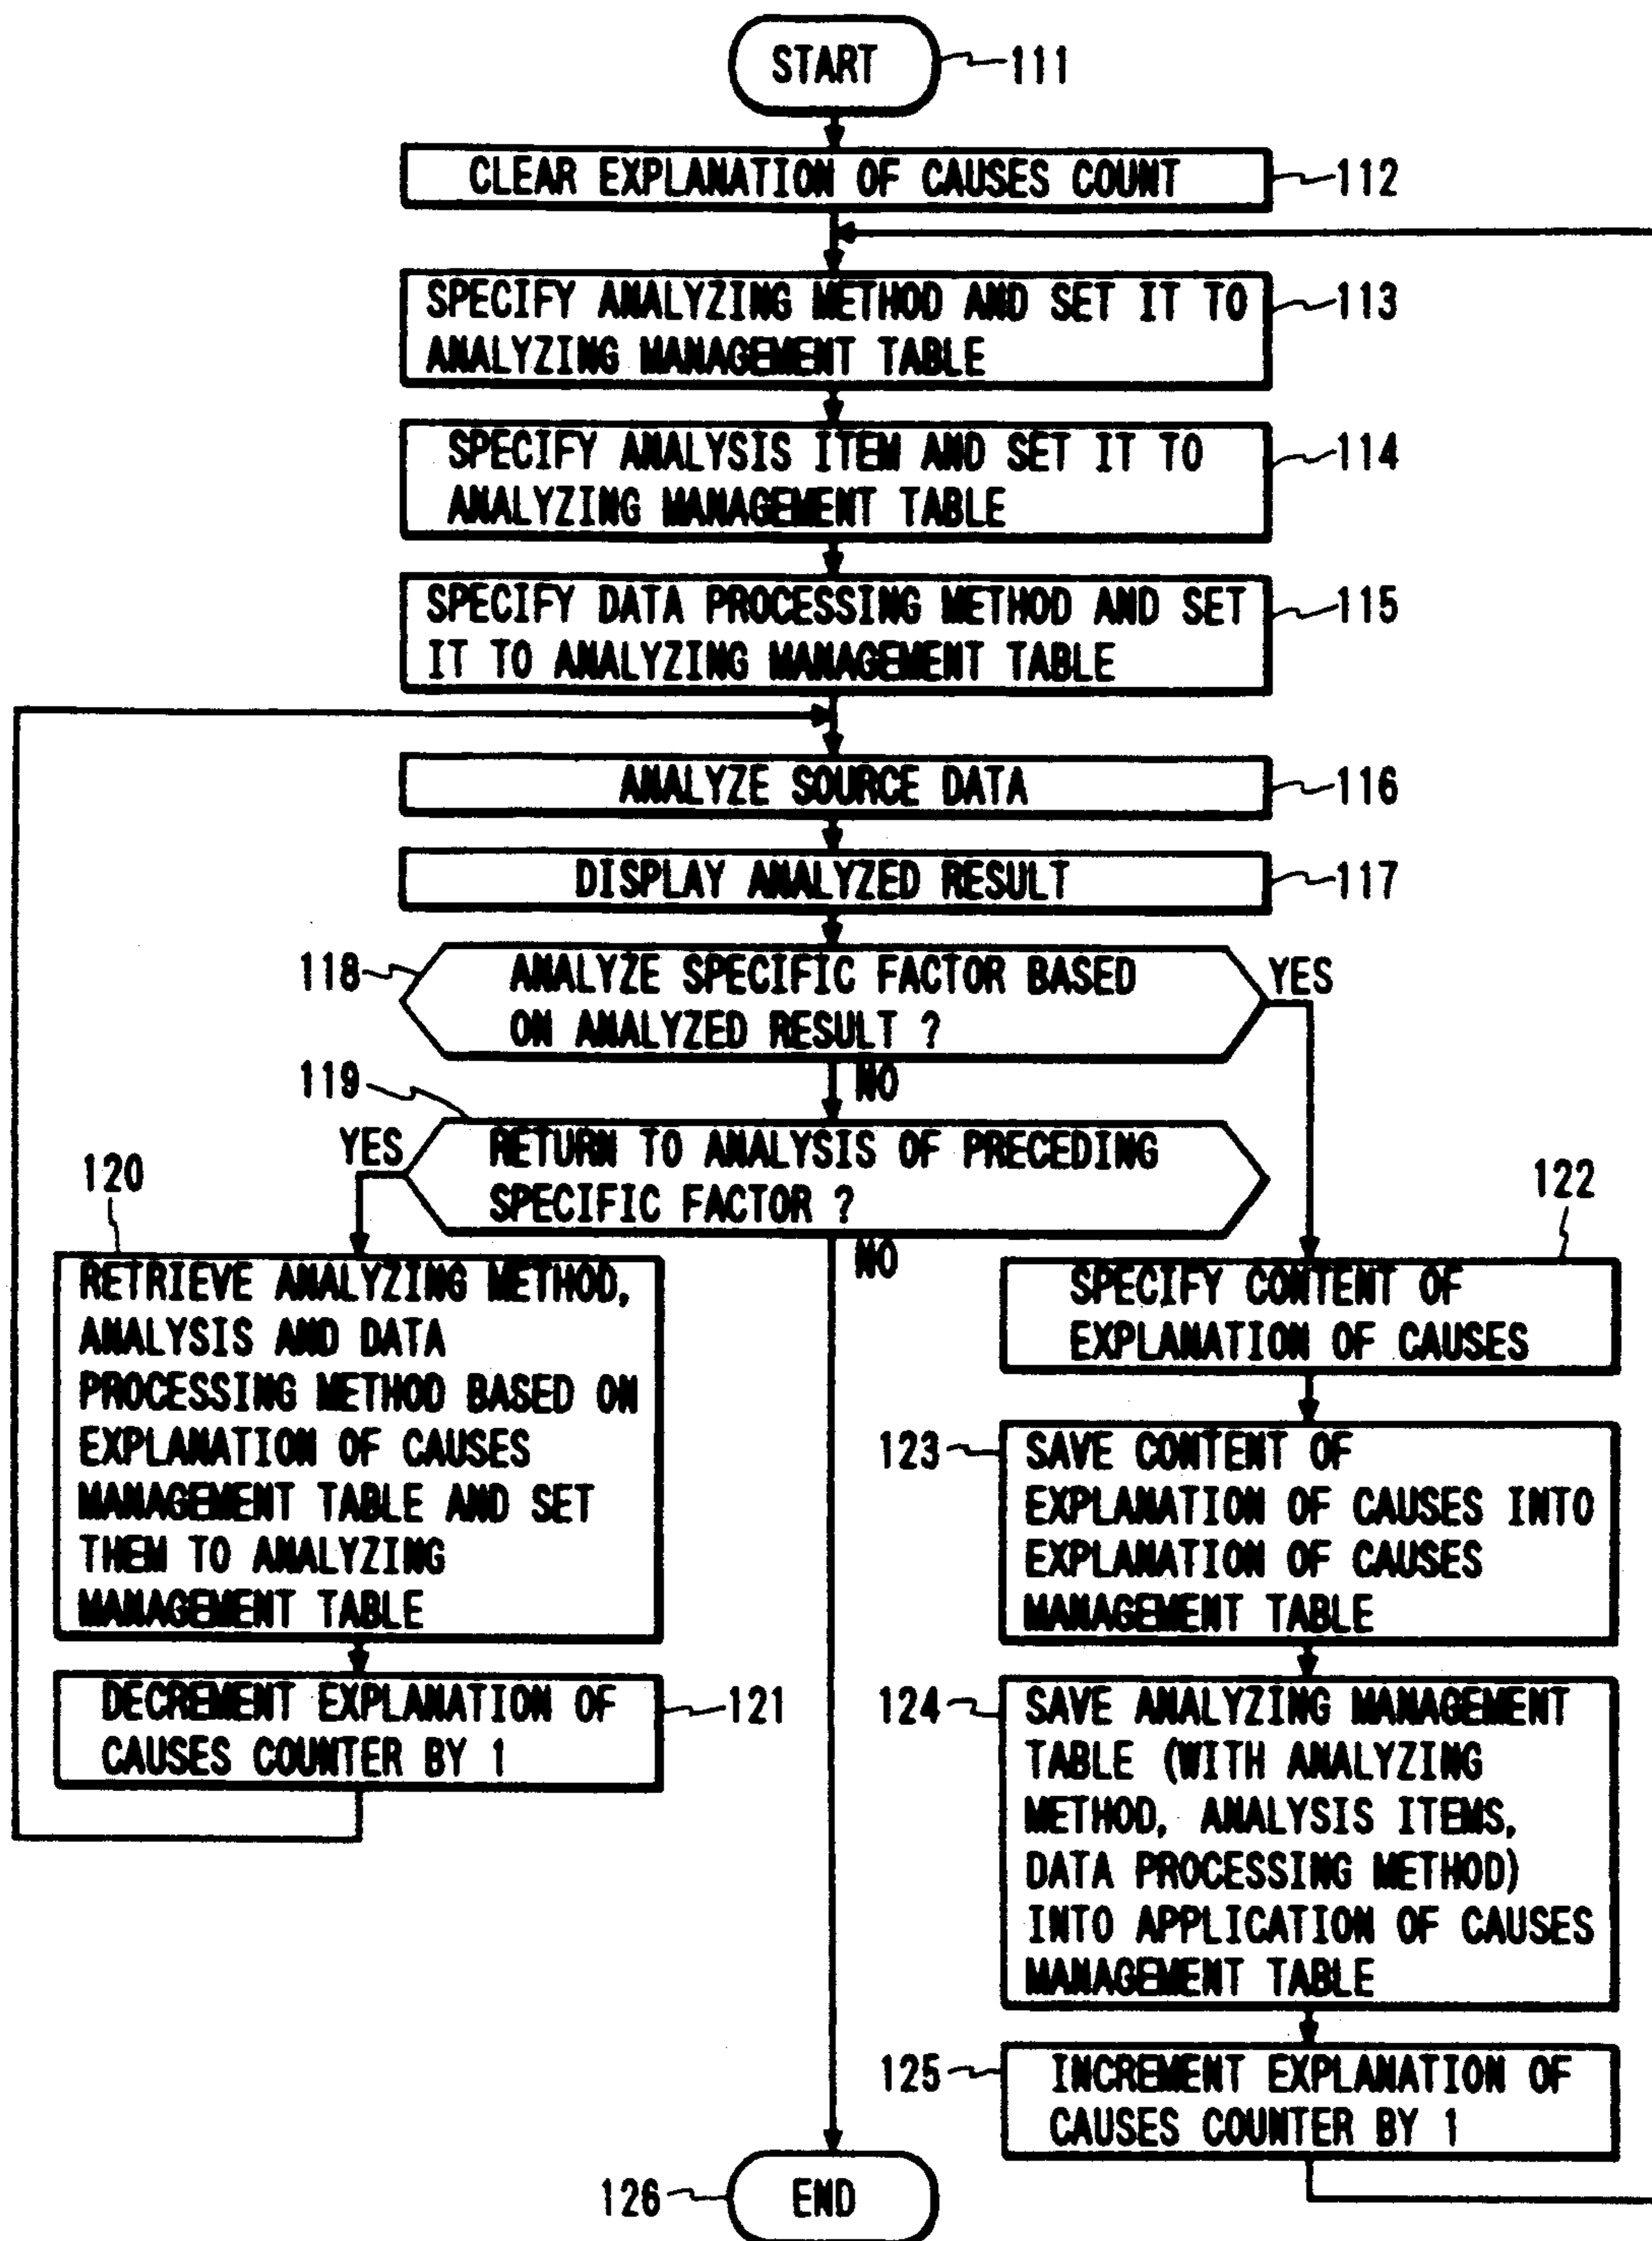 START
111
CLEAR EXPLANATION OF CAUSES COUNT
112
SPECIFY ANALYZING METHOD AND SET IT TO
ANALYZING MANAGEMENT TABLE
113
SPECIFY ANALYSIS ITEM AND SET IT TO
ANALYZING MANAGEMENT TABLE
114
SPECIFY DATA PROCESSING METHOD AND SET
IT TO ANALYZING MANAGEMENT TABLE
115
ANALYZE SOURCE DATA
116
DISPLAY ANALYZED RESULT
117
118
ANALYZE SPECIFIC FACTOR BASED
ON ANALYZED RESULT ?
YES
NO
119
RETURN TO ANALYSIS OF PRECEDING
SPECIFIC FACTOR ?
YES
NO
120
RETRIEVE ANALYZING METHOD,
ANALYSIS AND DATA
PROCESSING METHOD BASED ON
EXPLANATION OF CAUSES
MANAGEMENT TABLE AND SET
THEM TO ANALYZING
MANAGEMENT TABLE
DECREMENT EXPLANATION OF
CAUSES COUNTER BY 1
121
122
SPECIFY CONTENT OF
EXPLANATION OF CAUSES
123
SAVE CONTENT OF
EXPLANATION OF CAUSES INTO
EXPLANATION OF CAUSES
MANAGEMENT TABLE
124
SAVE ANALYZING MANAGEMENT
TABLE (WITH ANALYZING
METHOD, ANALYSIS ITEMS,
DATA PROCESSING METHOD)
INTO APPLICATION OF CAUSES
MANAGEMENT TABLE
125
INCREMENT EXPLANATION OF
CAUSES COUNTER BY 1
126
END